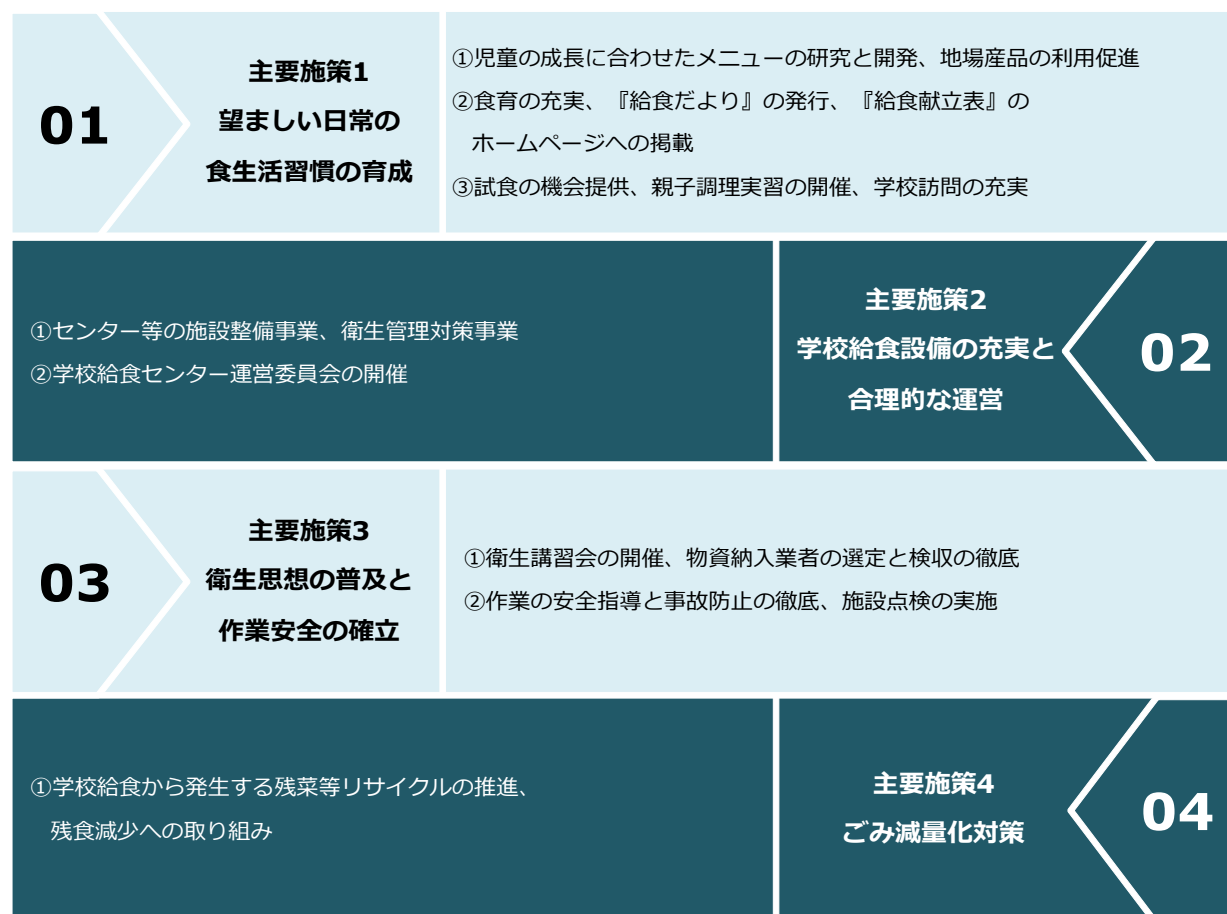 01
主要施策1
望ましい日常の
食生活習慣の育成
①児童の成長に合わせたメニューの研究と開発、地場産品の利用促進
②食育の充実、『給食だより』の発行、『給食献立表』の
ホームページへの掲載
③試食の機会提供、親子調理実習の開催、学校訪問の充実
①センター等の施設整備事業、衛生管理対策事業
②学校給食センター運営委員会の開催
主要施策2
学校給食設備の充実と
合理的な運営
02
03
主要施策3
衛生思想の普及と
作業安全の確立
①衛生講習会の開催、物資納入業者の選定と検収の徹底
②作業の安全指導と事故防止の徹底、施設点検の実施
①学校給食から発生する残菜等リサイクルの推進、
残食減少への取り組み
主要施策4
ごみ減量化対策
04